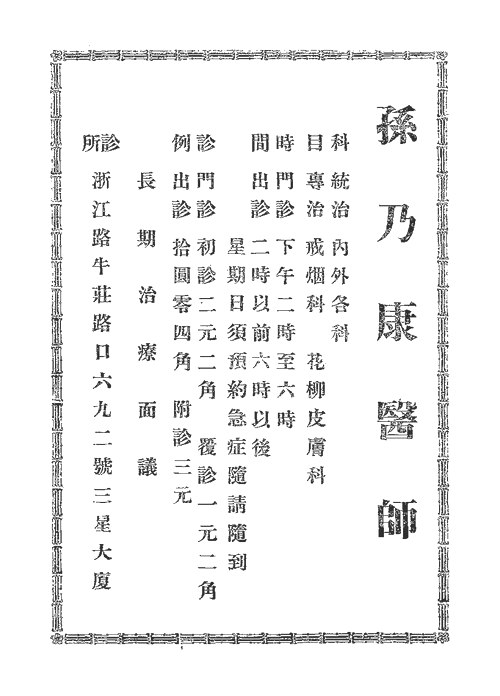 孫乃康醫師
科 統治 內外各科
目 專治 戒烟科 花柳皮膚科
時 門診 下午二時至六時
間 出診 二時以前六時以後
星期日須預約急症隨請隨到
診 門診 初診二元二角 覆診一元二角
例 出診 拾圓零四角 附診三元
長期治療面議
診所 浙江路牛莊路口六九二號三星大廈